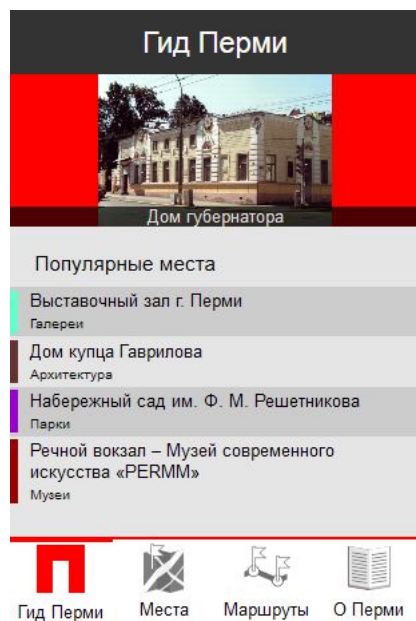 Гид Перми
Дом губернатора
Популярные места
Выставочный зал г. Перми
Галереи
Дом купца Гаврилова
Архитектура
Набережный сад им. Ф. М. Решетникова
Парки
Речной вокзал – Музей современного
искусства «PERMM»
Музеи
Гид Перми
Места
Маршруты
О Перми